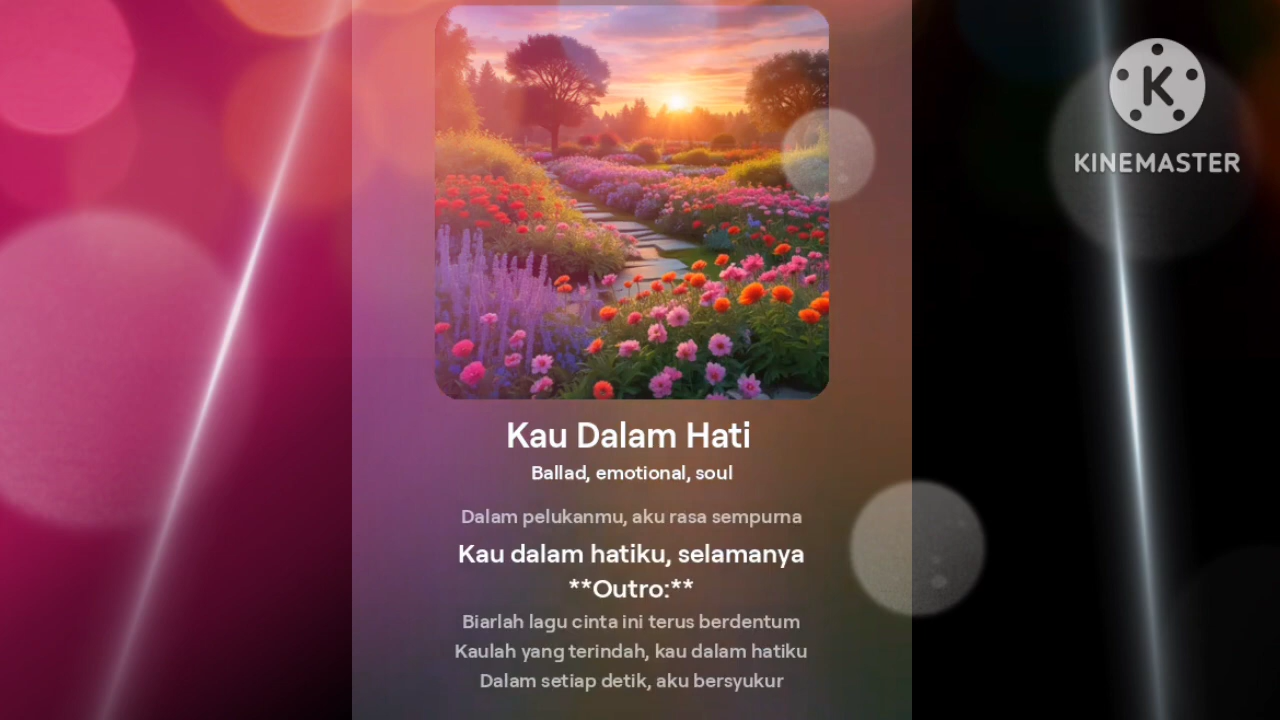 KINEMASTER
Kau Dalam Hati
Ballad, emotional, soul
Dalam pelukanmu, aku rasa sempurna
Kau dalam hatiku, selamanya
**Outro:**
Biarlah lagu cinta ini terus berdentum
Kaulah yang terindah, kau dalam hatiku
Dalam setiap detik, aku bersyukur